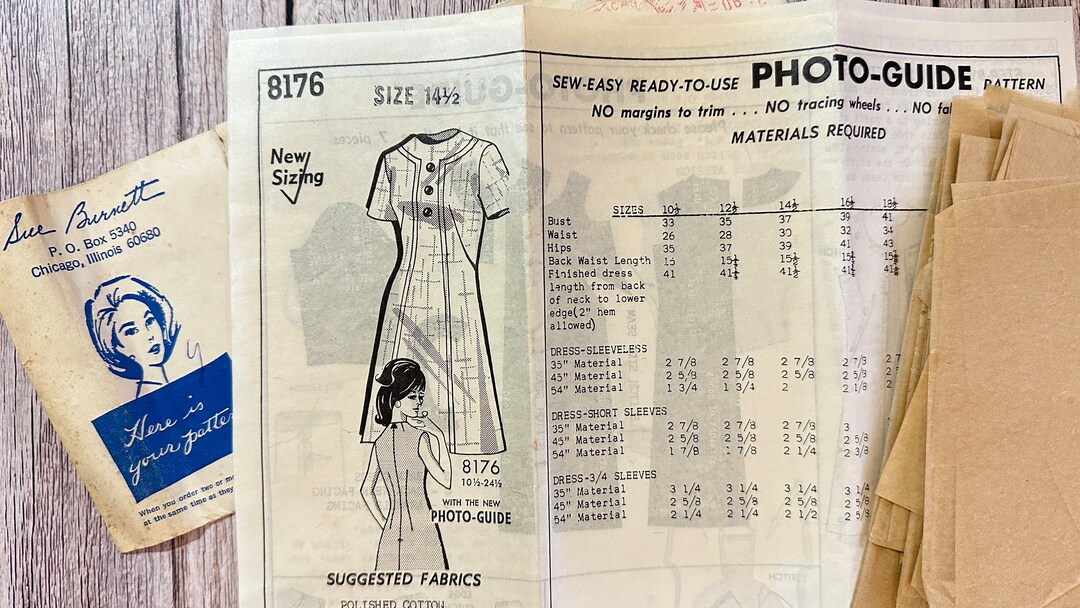 Sue Burnett
P. O. Box 5340
Chicago, Illinois 60680
Here is
your
When you order two or
at the same time as they
8176
SIZE 14½
New
Sizing
8176
10½-24½
WITH THE NEW
PHOTO-GUIDE
SUGGESTED FABRICS
POLISHED COTTON
SEW-EASY READY-TO-USE PHOTO-GUIDE PATTERN
NO margins to trim . . . NO tracing wheels . . . NO
MATERIALS REQUIRED
SIZES 10½ 12½ 14½ 16½ 18½
Bust 33 35 37 39 41
Waist 26 28 30 32 34
Hips 35 37 39 41 43
Back Waist Length 15 15¼ 15½ 15¾
Finished dress 41 41¼ 41½
length from back
of neck to lower
edge(2" hem
allowed)
DRESS-SLEEVELESS
35" Material 2 7/8 2 7/8 2 7/8 2 7/8 2
45" Material 2 5/8 2 5/8 2 5/8 2 5/8 2
54" Material 1 3/4 1 3/4 2 2 1/8
DRESS-SHORT SLEEVES
35" Material 2 7/8 2 7/8 2 7/8 3
45" Material 2 5/8 2 5/8 2 5/8 2 5/8
54" Material 1 7/8 1 7/8 2 1/4 2 3/8
DRESS-3/4 SLEEVES
35" Material 3 1/4 3 1/4 3 1/4 3 1/4
45" Material 2 5/8 2 5/8 2 5/8 2 5/8
54" Material 2 1/4 2 1/4 2 1/2 2 5/8